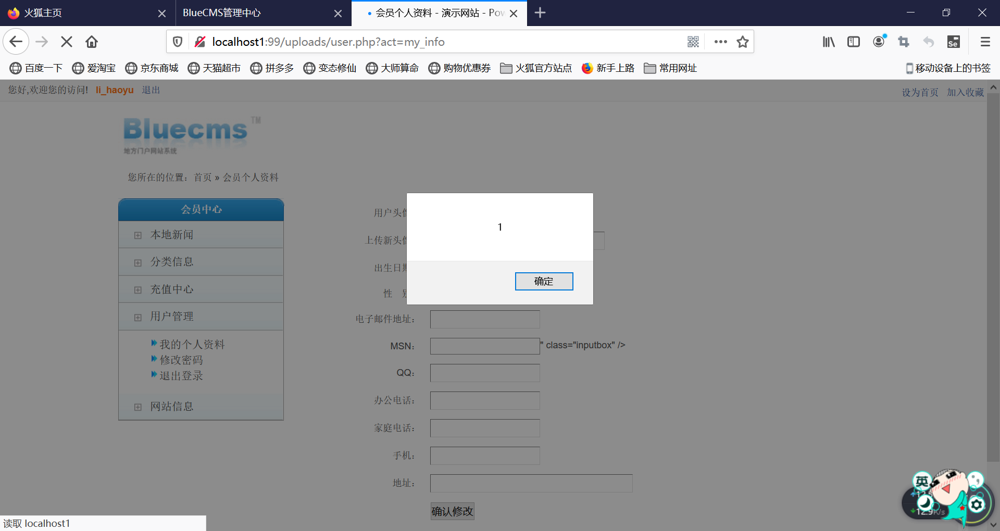 火狐主页
BlueCMS管理中心
会员个人资料 - 演示网站 - Pow
localhost1:99/uploads/user.php?act=my_info
Se
百度一下 爱淘宝 京东商城 天猫超市 拼多多 变态修仙 大师算命 购物优惠券 火狐官方站点 新手上路 常用网址 移动设备上的书签
您好,欢迎您的访问! li_haoyu 退出
设为首页 加入收藏
Bluecms TM
地方门户网站系统
您所在的位置：首页 » 会员个人资料
会员中心
本地新闻
分类信息
充值中心
用户管理
我的个人资料
修改密码
退出登录
网站信息
用户头像
上传新头像
出生日期
性 别
电子邮件地址：
MSN：
" class="inputbox" />
QQ：
办公电话：
家庭电话：
手机：
地址：
确认修改
1
确定
英
12.9K/s
读取 localhost1